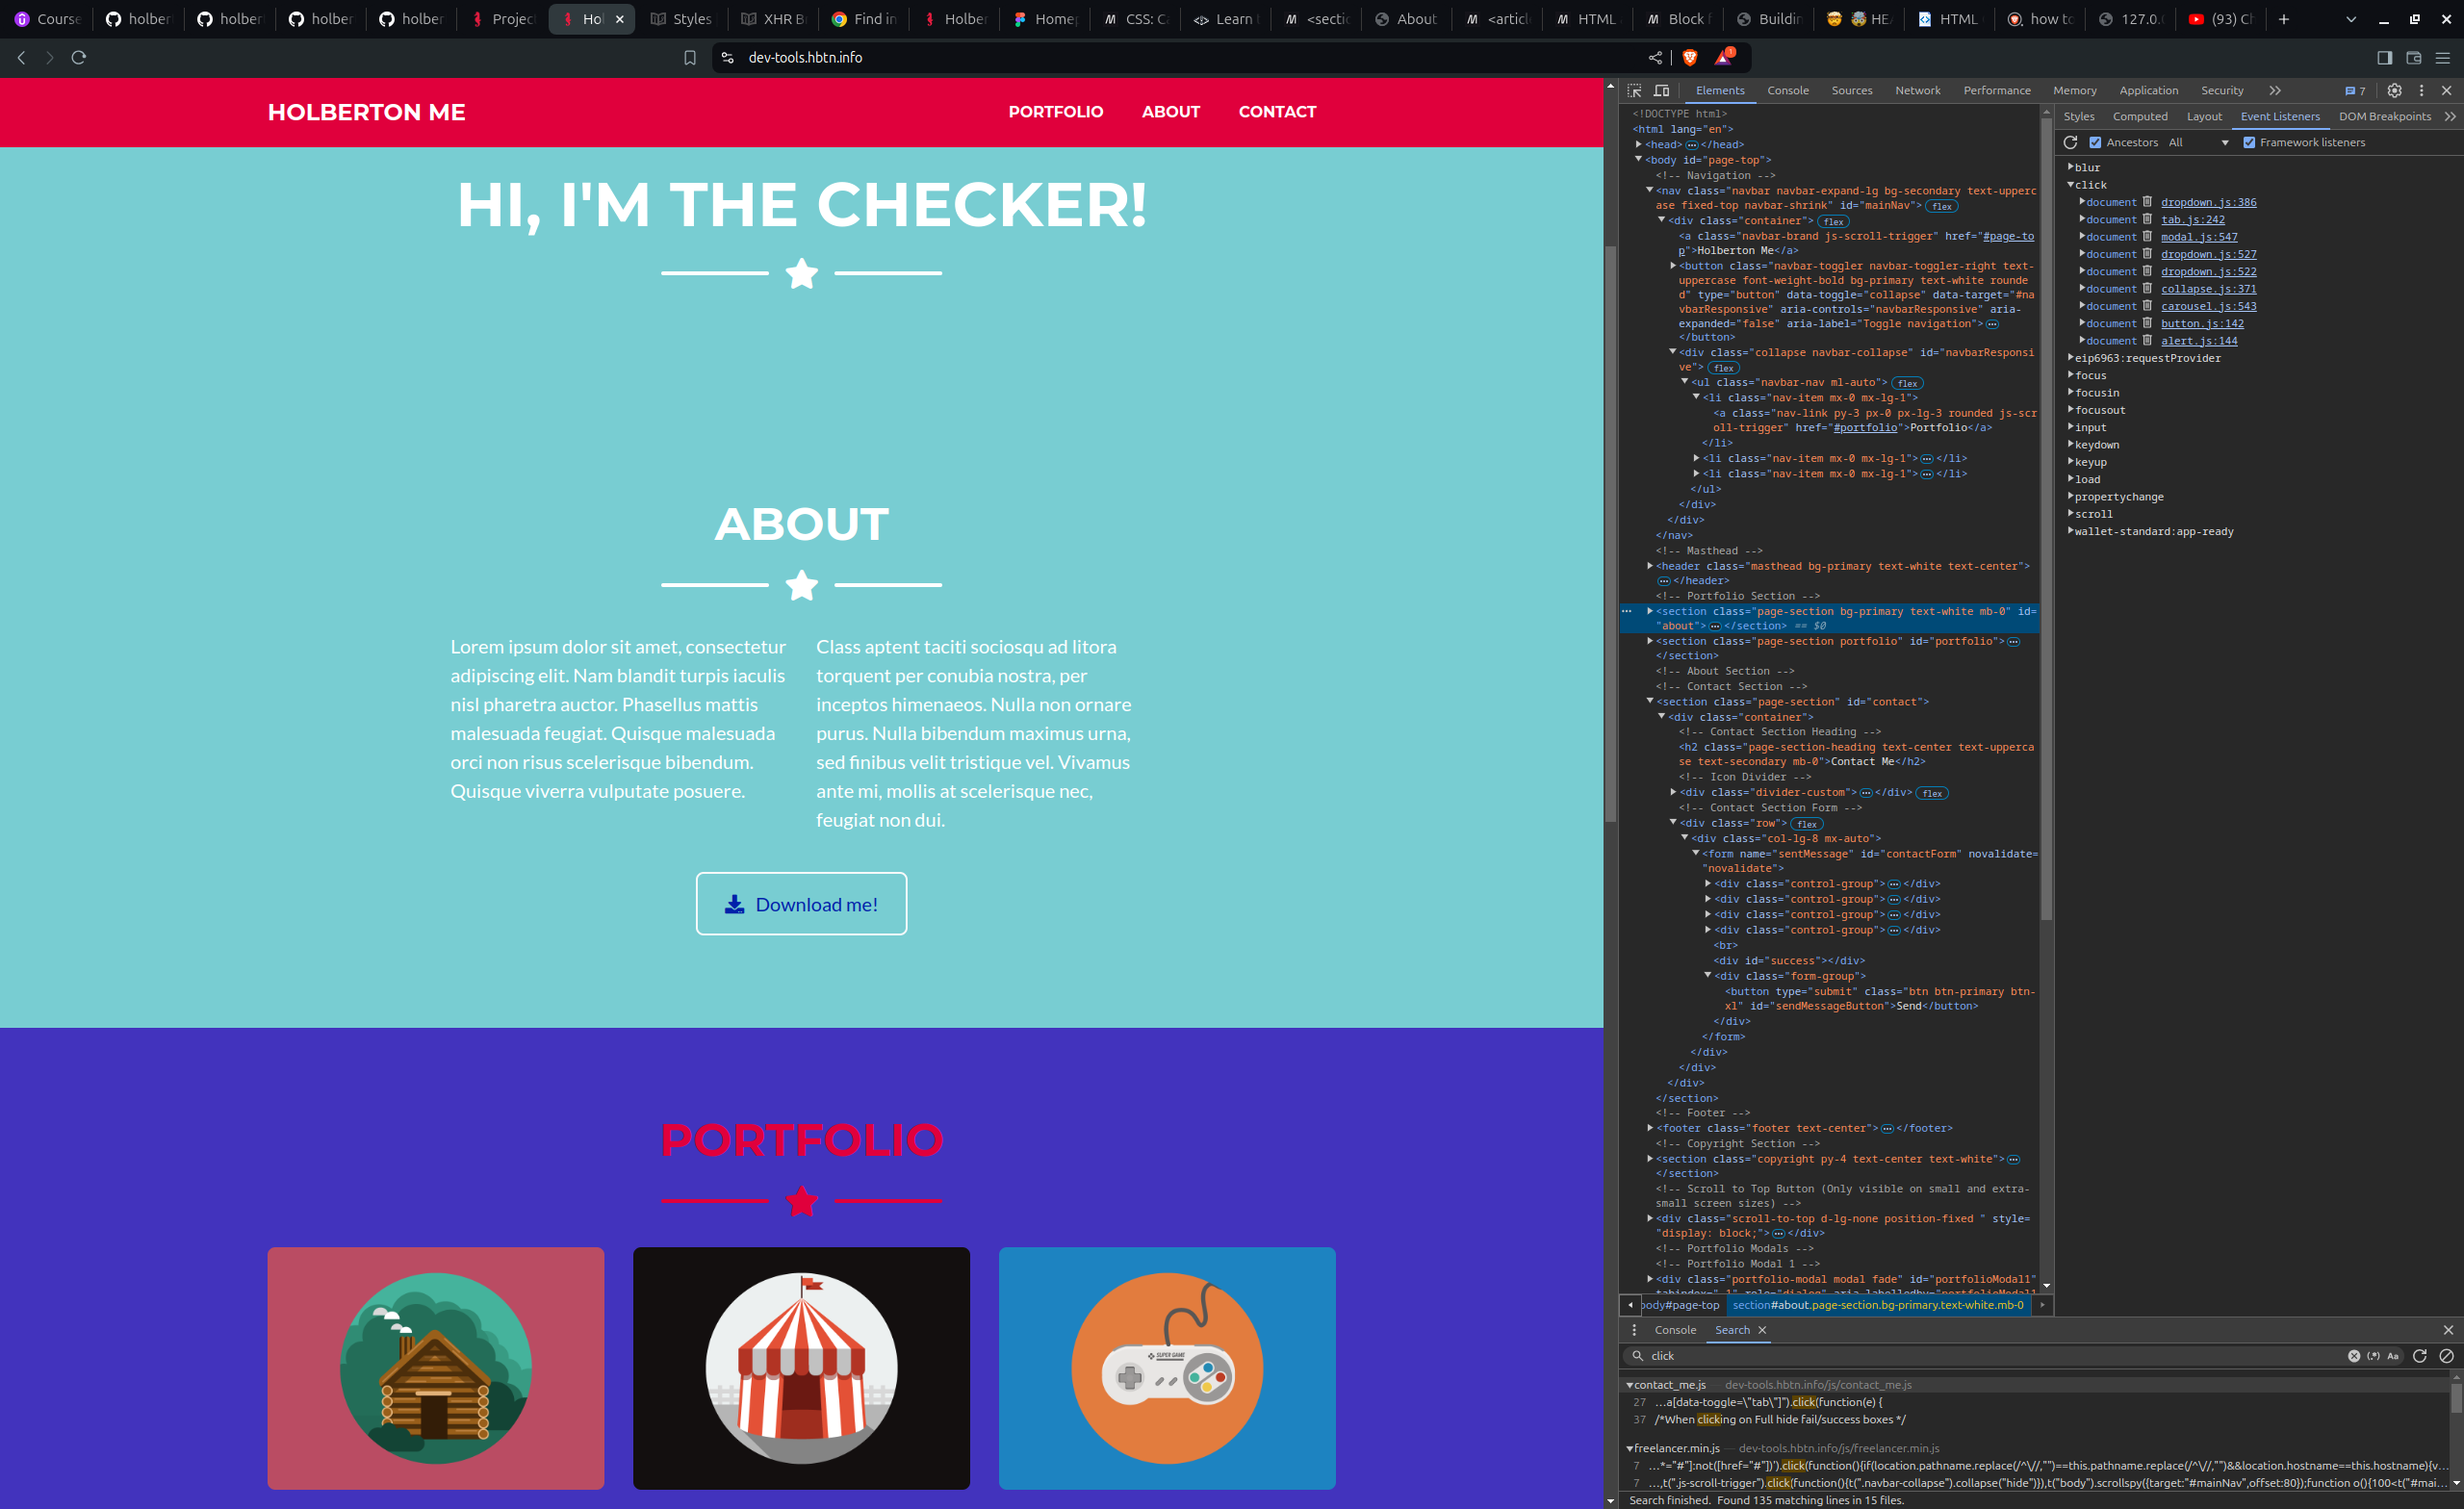 Course
holber
holber
holber
holber
Projec
Hol
Styles
XHR B
Find in
Holber
Home
CSS: C
Learn
<sectio
About
<articl
HTML
Block f
Buildin
HE
HTML
how to
127.0.
(93) C
dev-tools.hbtn.info
HOLBERTON ME
PORTFOLIO
ABOUT
CONTACT
HI, I'M THE CHECKER!
ABOUT
Lorem ipsum dolor sit amet, consectetur
adipiscing elit. Nam blandit turpis iaculis
nisl pharetra auctor. Phasellus mattis
malesuada feugiat. Quisque malesuada
orci non risus scelerisque bibendum.
Quisque viverra vulputate posuere.
Class aptent taciti sociosqu ad litora
torquent per conubia nostra, per
inceptos himenaeos. Nulla non ornare
purus. Nulla bibendum maximus urna,
sed finibus velit tristique vel. Vivamus
ante mi, mollis at scelerisque nec,
feugiat non dui.
Download me!
PORTFOLIO
SUPER GAME
Elements Console Sources Network Performance Memory Application Security 7
<!DOCTYPE html>
<html lang="en">
<head>…</head>
<body id="page-top">
<!-- Navigation -->
<nav class="navbar navbar-expand-lg bg-secondary text-upperc
ase fixed-top navbar-shrink" id="mainNav"> flex
<div class="container"> flex
<a class="navbar-brand js-scroll-trigger" href="#page-to
p">Holberton Me</a>
<button class="navbar-toggler navbar-toggler-right text-
uppercase font-weight-bold bg-primary text-white rounde
d" type="button" data-toggle="collapse" data-target="#na
vbarResponsive" aria-controls="navbarResponsive" aria-
expanded="false" aria-label="Toggle navigation">…
</button>
<div class="collapse navbar-collapse" id="navbarResponsi
ve"> flex
<ul class="navbar-nav ml-auto"> flex
<li class="nav-item mx-0 mx-lg-1">
<a class="nav-link py-3 px-0 px-lg-3 rounded js-scr
oll-trigger" href="#portfolio">Portfolio</a>
</li>
<li class="nav-item mx-0 mx-lg-1">…</li>
<li class="nav-item mx-0 mx-lg-1">…</li>
</ul>
</div>
</div>
</nav>
<!-- Masthead -->
<header class="masthead bg-primary text-white text-center">
…</header>
<!-- Portfolio Section -->
<section class="page-section bg-primary text-white mb-0" id=
"about">…</section> == $0
<section class="page-section portfolio" id="portfolio">…
</section>
<!-- About Section -->
<!-- Contact Section -->
<section class="page-section" id="contact">
<div class="container">
<!-- Contact Section Heading -->
<h2 class="page-section-heading text-center text-upperca
se text-secondary mb-0">Contact Me</h2>
<!-- Icon Divider -->
<div class="divider-custom">…</div> flex
<!-- Contact Section Form -->
<div class="row"> flex
<div class="col-lg-8 mx-auto">
<form name="sentMessage" id="contactForm" novalidate=
"novalidate">
<div class="control-group">…</div>
<div class="control-group">…</div>
<div class="control-group">…</div>
<div class="control-group">…</div>
<br>
<div id="success"></div>
<div class="form-group">
<button type="submit" class="btn btn-primary btn-
xl" id="sendMessageButton">Send</button>
</div>
</form>
</div>
</div>
</div>
</section>
<!-- Footer -->
<footer class="footer text-center">…</footer>
<!-- Copyright Section -->
<section class="copyright py-4 text-center text-white">…
</section>
<!-- Scroll to Top Button (Only visible on small and extra-
small screen sizes) -->
<div class="scroll-to-top d-lg-none position-fixed " style=
"display: block;">…</div>
<!-- Portfolio Modals -->
<!-- Portfolio Modal 1 -->
<div class="portfolio-modal modal fade" id="portfolioModal1"
body#page-top section#about.page-section.bg-primary.text-white.mb-0
Styles Computed Layout Event Listeners DOM Breakpoints
Ancestors All Framework listeners
blur
click
document dropdown.js:386
document tab.js:242
document modal.js:547
document dropdown.js:527
document dropdown.js:522
document collapse.js:371
document carousel.js:543
document button.js:142
document alert.js:144
eip6963:requestProvider
focus
focusin
focusout
input
keydown
keyup
load
propertychange
scroll
wallet-standard:app-ready
Console Search
click (.*) Aa
contact_me.js dev-tools.hbtn.info/js/contact_me.js
27 …a[data-toggle=\"tab\"]").click(function(e) {
37 /*When clicking on Full hide fail/success boxes */
freelancer.min.js — dev-tools.hbtn.info/js/freelancer.min.js
7 …*="#"]:not([href="#"])').click(function(){if(location.pathname.replace(/^\//,"")==this.pathname.replace(/^\//,"")&&location.hostname==this.hostname){v…
7 …,t(".js-scroll-trigger").click(function(){t(".navbar-collapse").collapse("hide")}),t("body").scrollspy({target:"#mainNav",offset:80});function o(){100<t("#mai…
Search finished. Found 135 matching lines in 15 files.